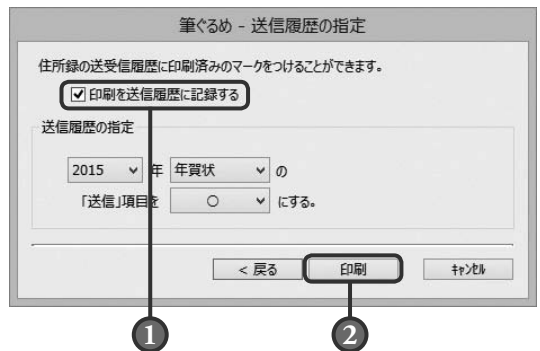 筆ぐるめ - 送信履歴の指定
住所録の送受信履歴に印刷済みのマークをつけることができます。
印刷を送信履歴に記録する
送信履歴の指定
2015 年 年賀状 の
「送信」項目を ○ にする。
< 戻る 印刷 ｷｬﾝｾﾙ
1 2